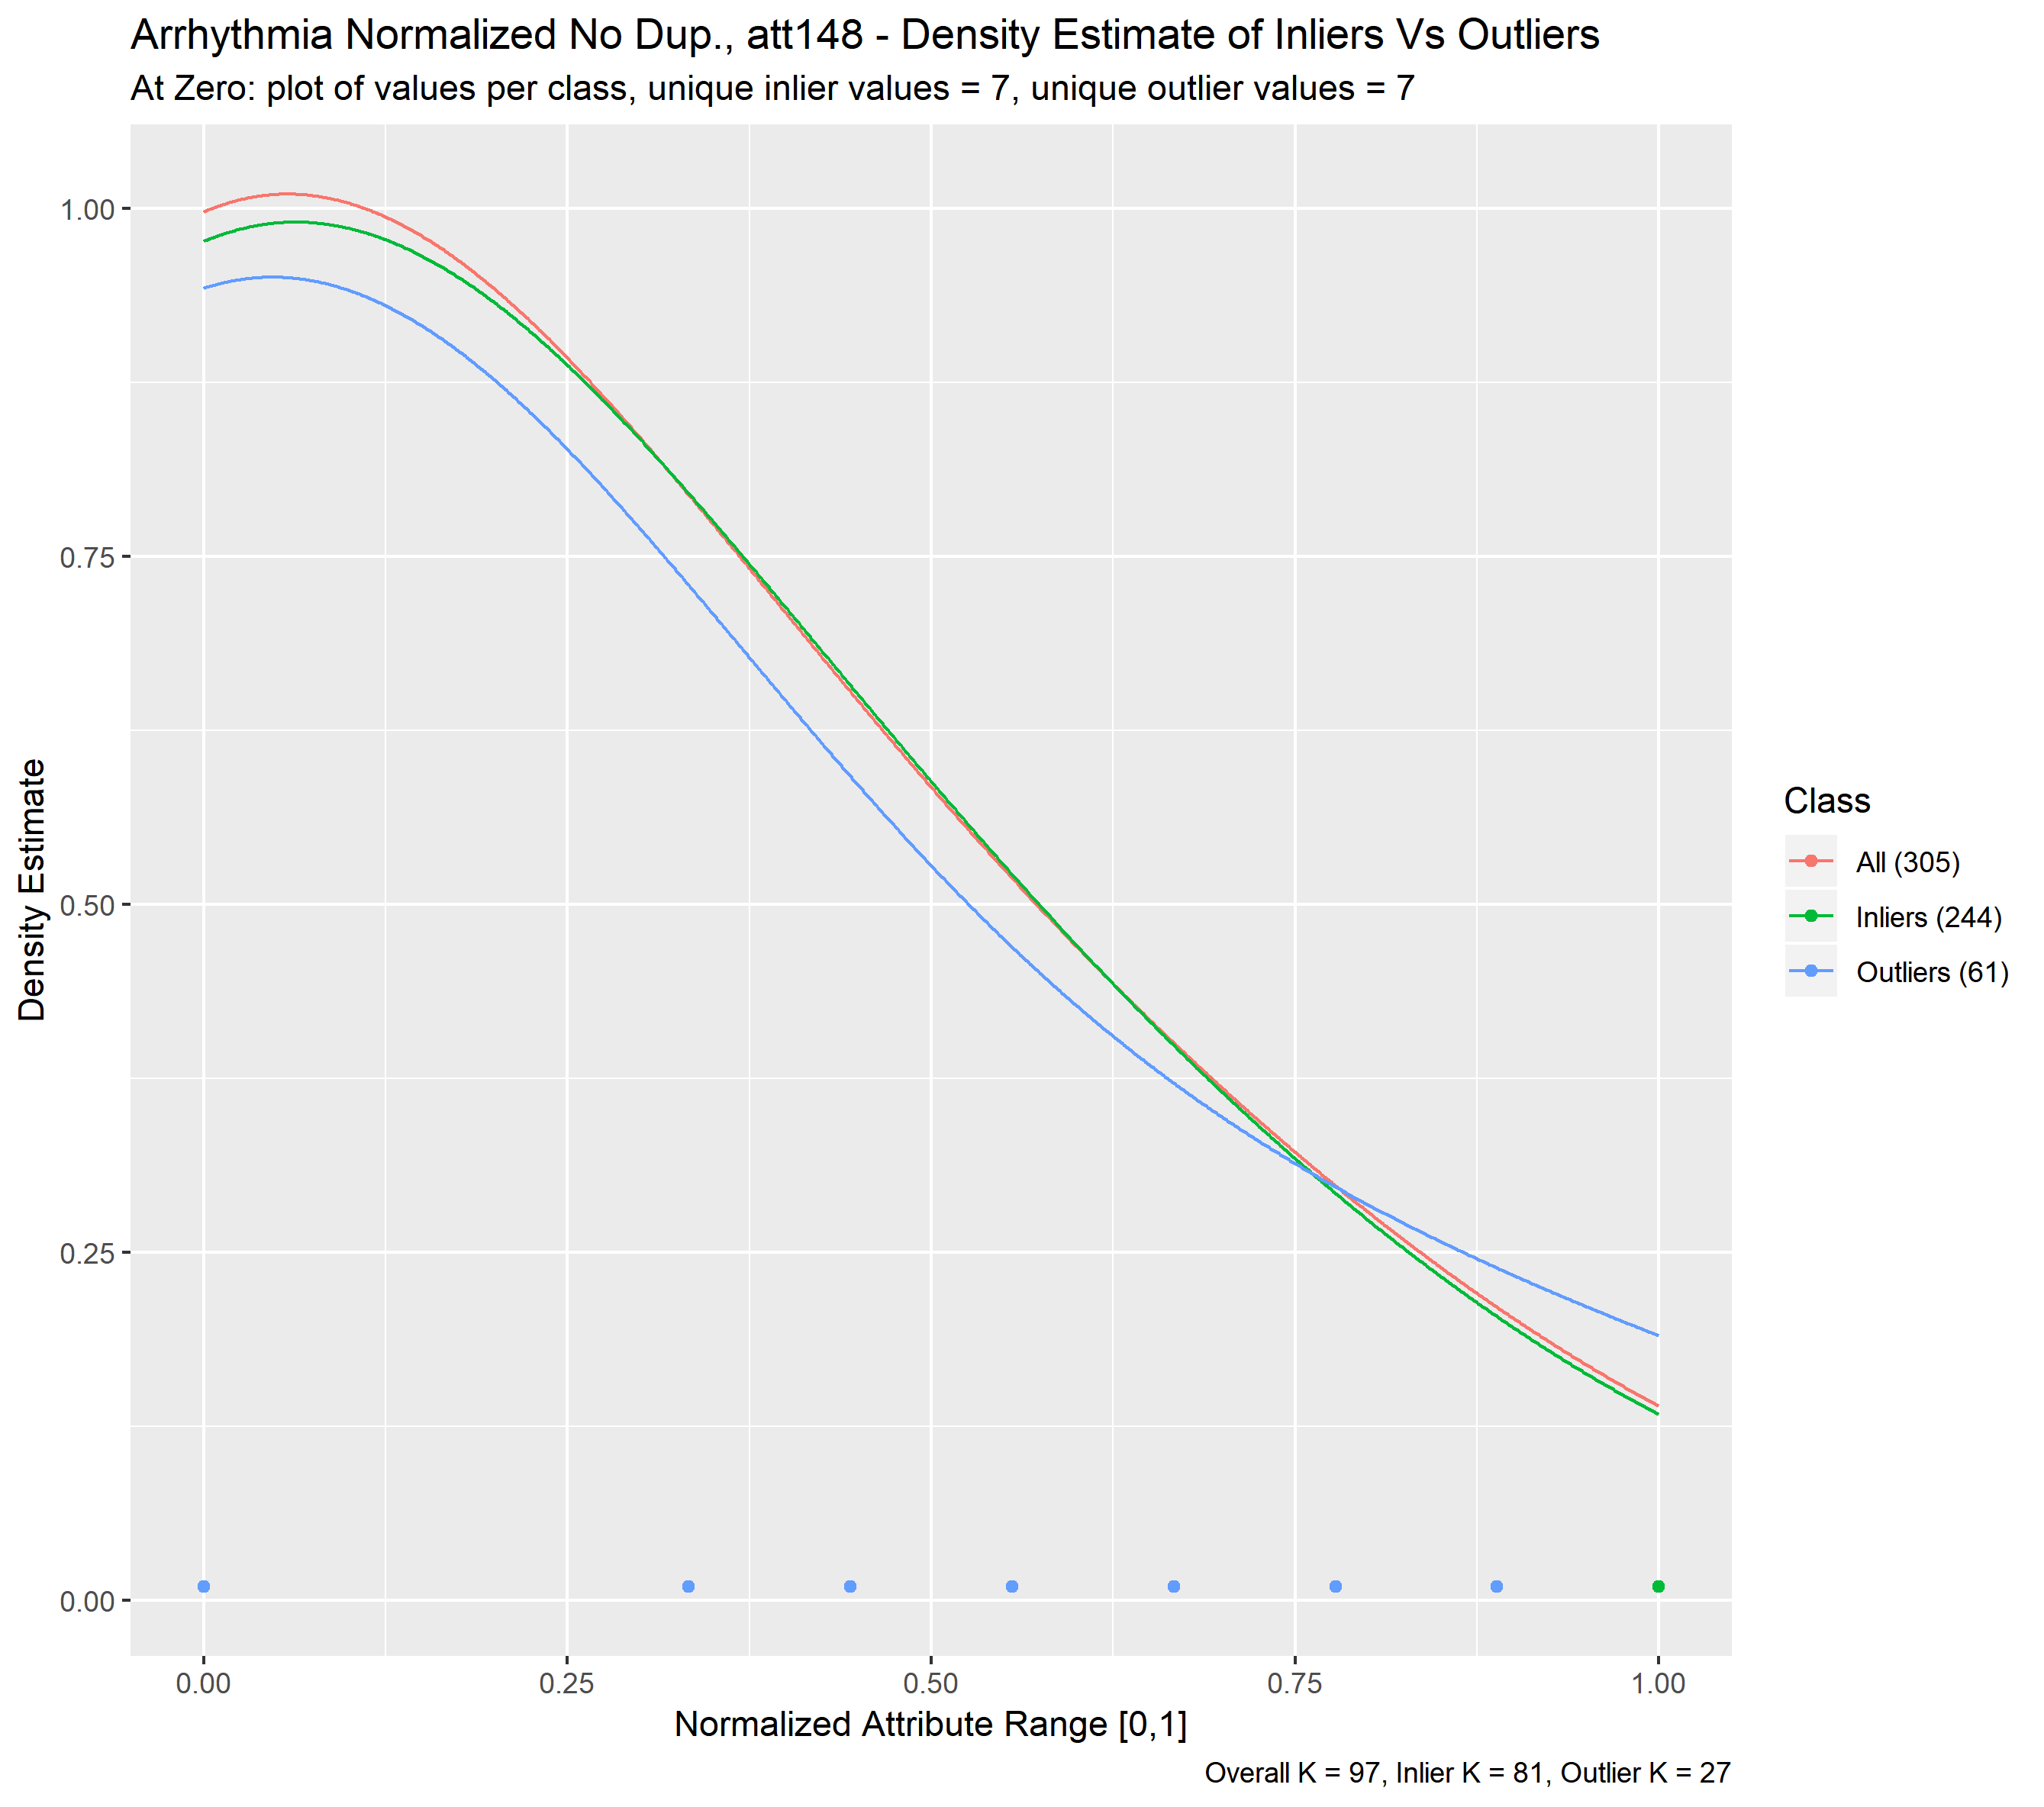 Arrhythmia Normalized No Dup., att148 - Density Estimate of Inliers Vs Outliers
At Zero: plot of values per class, unique inlier values = 7, unique outlier values = 7
Density Estimate
1.00
0.75
0.50
0.25
0.00
0.00 0.25 0.50 0.75 1.00
Normalized Attribute Range [0,1]
Class
All (305)
Inliers (244)
Outliers (61)
Overall K = 97, Inlier K = 81, Outlier K = 27